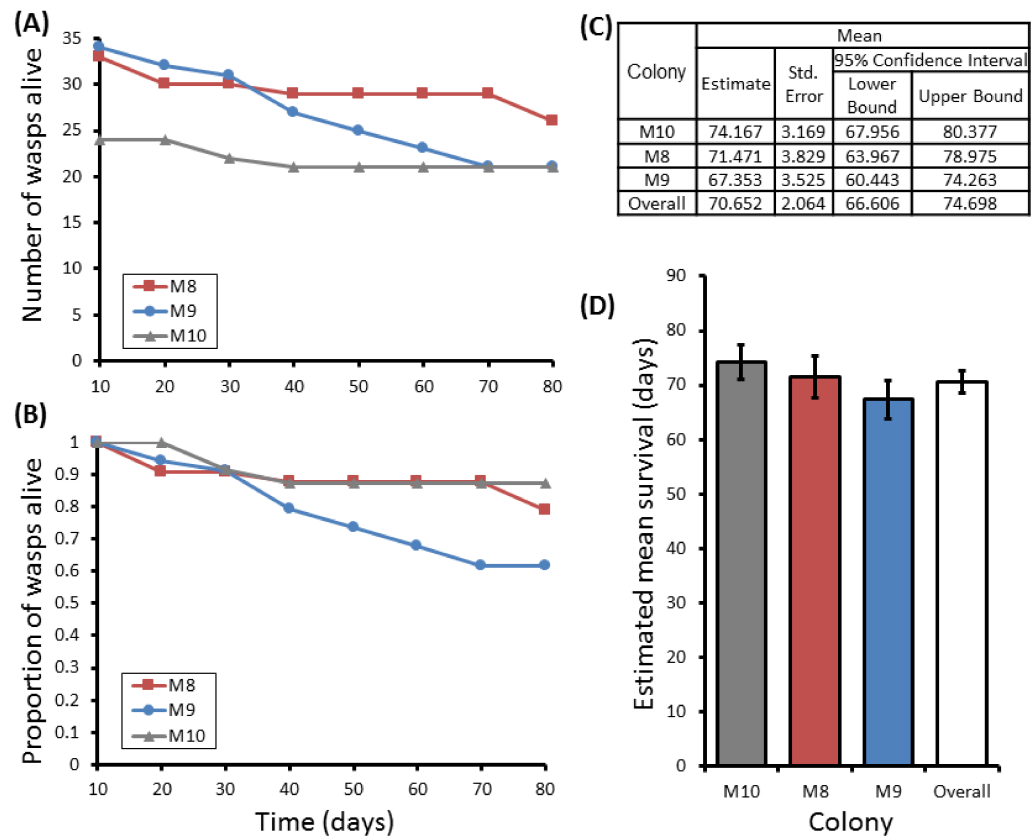 (A)
Number of wasps alive
35
30
25
20
15
10
5
0
M8
M9
M10
10 20 30 40 50 60 70 80
(B)
Proportion of wasps alive
1
0.9
0.8
0.7
0.6
0.5
0.4
0.3
0.2
0.1
0
M8
M9
M10
10 20 30 40 50 60 70 80
Time (days)
(C)
Colony Mean
Estimate Std. Error 95% Confidence Interval
Lower Bound Upper Bound
M10 74.167 3.169 67.956 80.377
M8 71.471 3.829 63.967 78.975
M9 67.353 3.525 60.443 74.263
Overall 70.652 2.064 66.606 74.698
(D)
Estimated mean survival (days)
90
80
70
60
50
40
30
20
10
0
M10 M8 M9 Overall
Colony